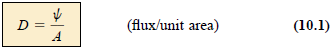 D = ψ/A (flux/unit area) (10.1)